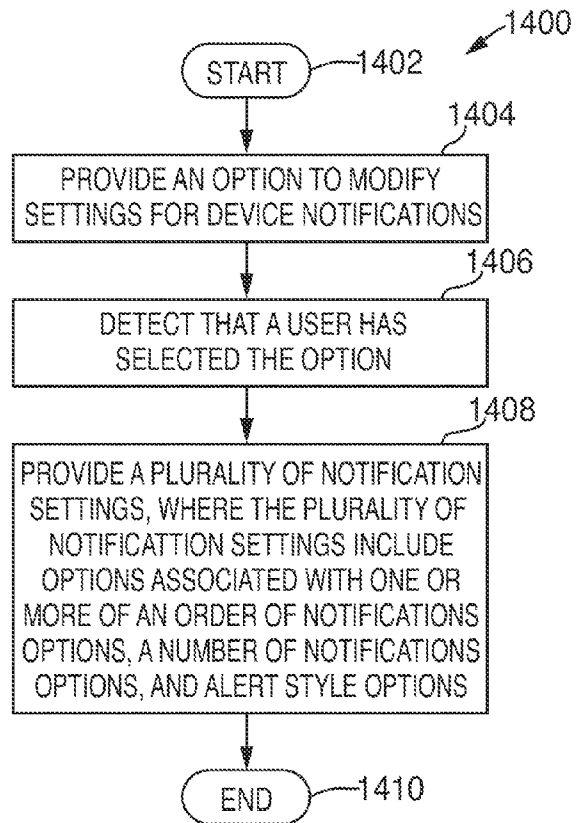 1400
START
1402
1404
PROVIDE AN OPTION TO MODIFY
SETTINGS FOR DEVICE NOTIFICATIONS
1406
DETECT THAT A USER HAS
SELECTED THE OPTION
1408
PROVIDE A PLURALITY OF NOTIFICATION
SETTINGS, WHERE THE PLURALITY OF
NOTIFICATTION SETTINGS INCLUDE
OPTIONS ASSOCIATED WITH ONE OR
MORE OF AN ORDER OF NOTIFICATIONS
OPTIONS, A NUMBER OF NOTIFICATIONS
OPTIONS, AND ALERT STYLE OPTIONS
END
1410